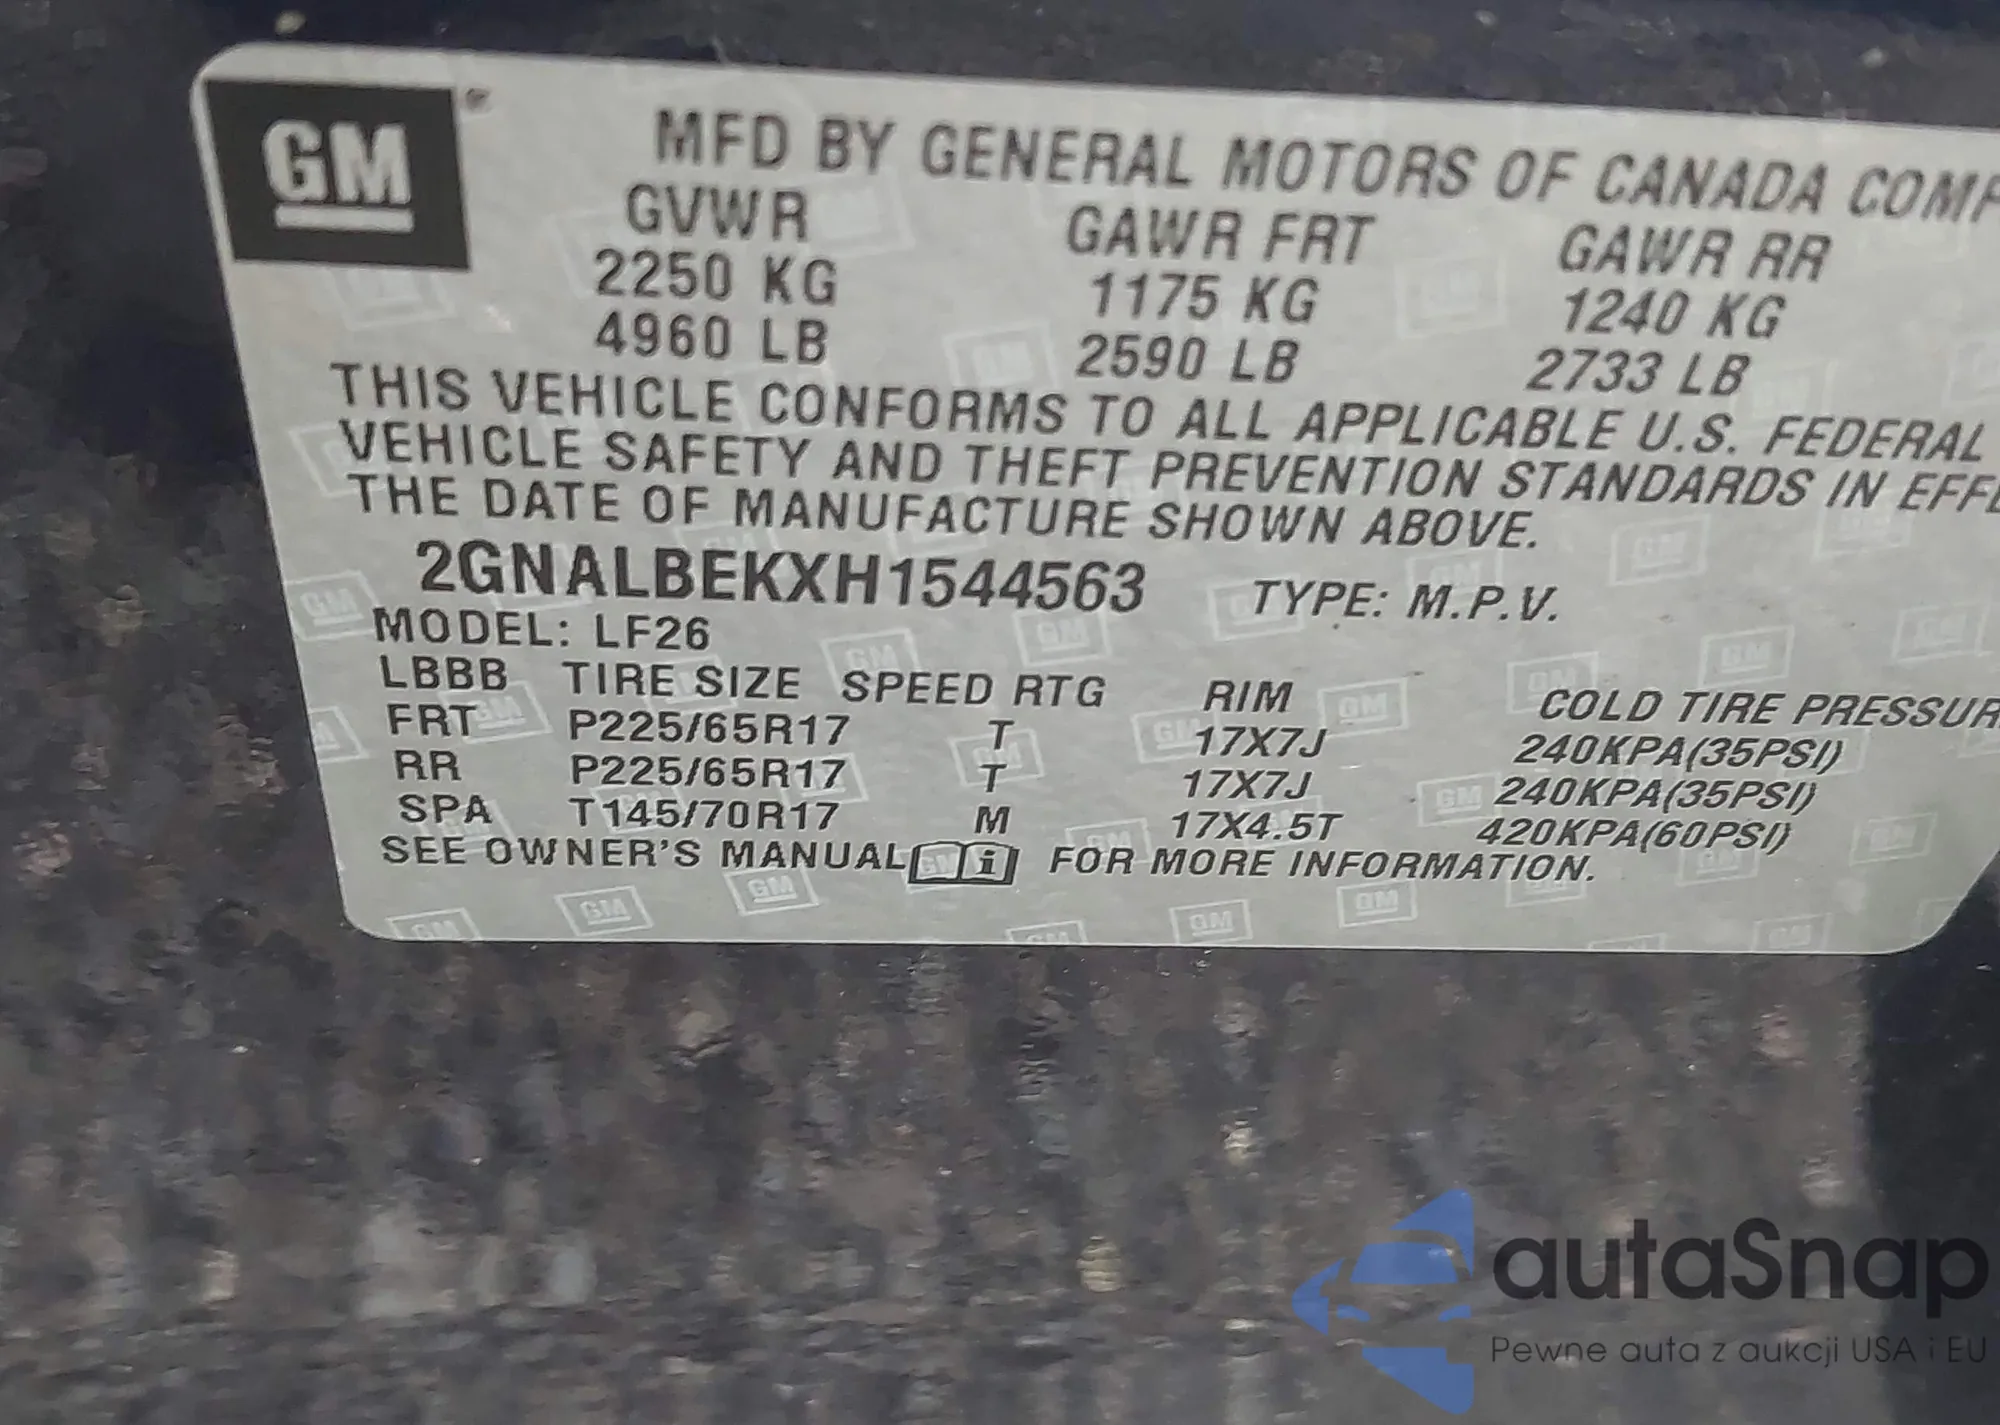 GM
MFD BY GENERAL MOTORS OF CANADA COMP
GVWR GAWR FRT GAWR RR
2250 KG 1175 KG 1240 KG
4960 LB 2590 LB 2733 LB
THIS VEHICLE CONFORMS TO ALL APPLICABLE U.S. FEDERAL
VEHICLE SAFETY AND THEFT PREVENTION STANDARDS IN EFFE
THE DATE OF MANUFACTURE SHOWN ABOVE.
2GNALBEKXH1544563 TYPE: M.P.V.
MODEL: LF26
LBBB TIRE SIZE SPEED RTG RIM COLD TIRE PRESSUR
FRT P225/65R17 T 17X7J 240KPA(35PSI)
RR P225/65R17 T 17X7J 240KPA(35PSI)
SPA T145/70R17 M 17X4.5T 420KPA(60PSI)
SEE OWNER'S MANUAL i FOR MORE INFORMATION.
autaSnap
Pewne auta z aukcji USA i EU